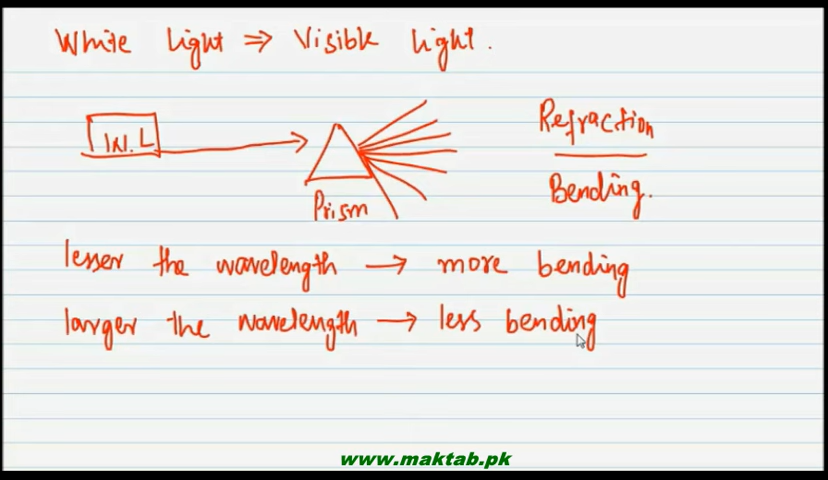 White light ⇒ Visible light.
W.L
Prism
Refraction
Bending.
lesser the wavelength → more bending
larger the wavelength → less bending
www.maktab.pk